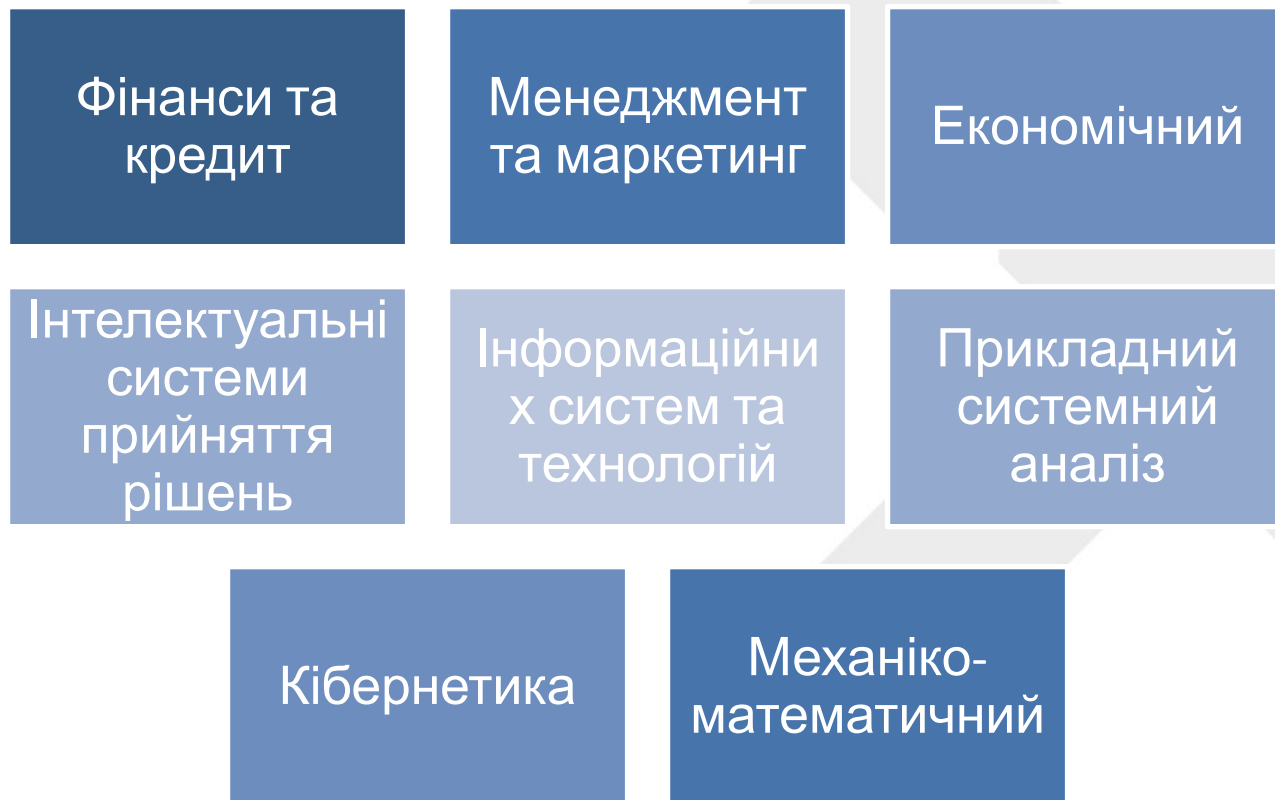 Фінанси та
кредит
Менеджмент
та маркетинг
Економічний
Інтелектуальні
системи
прийняття
рішень
Інформаційни
х систем та
технологій
Прикладний
системний
аналіз
Кібернетика
Механіко-
математичний